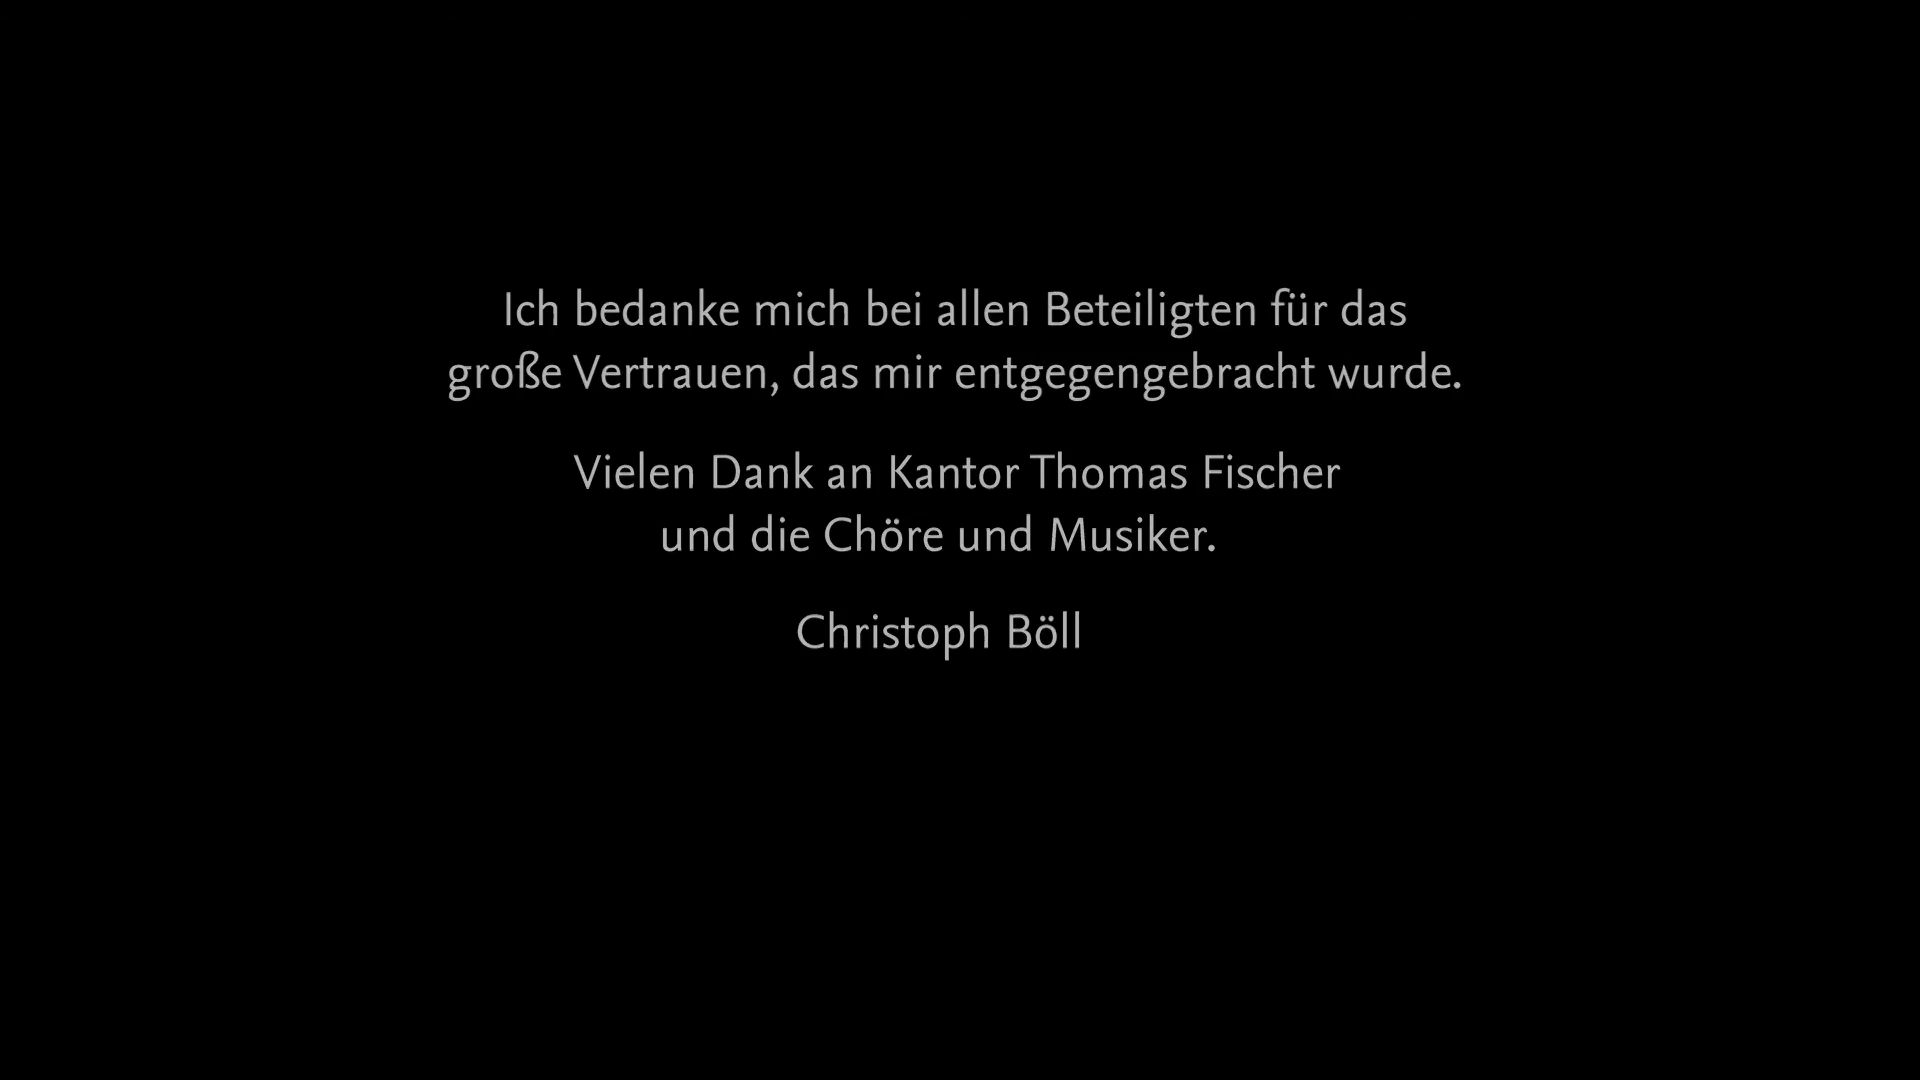 Ich bedanke mich bei allen Beteiligten für das
große Vertrauen, das mir entgegengebracht wurde.
Vielen Dank an Kantor Thomas Fischer
und die Chöre und Musiker.
Christoph Böll